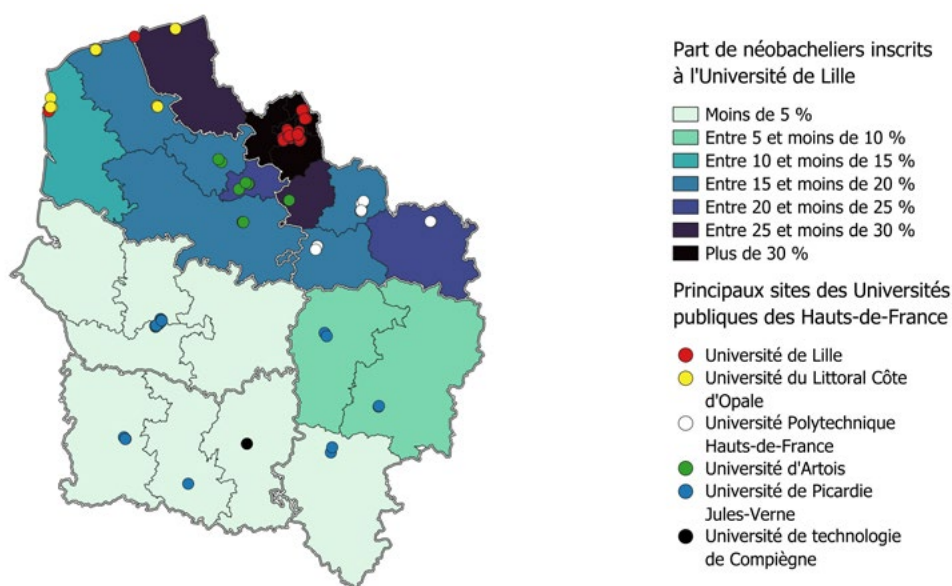 Part de néobacheliers inscrits
à l'Université de Lille
Moins de 5 %
Entre 5 et moins de 10 %
Entre 10 et moins de 15 %
Entre 15 et moins de 20 %
Entre 20 et moins de 25 %
Entre 25 et moins de 30 %
Plus de 30 %
Principaux sites des Universités
publiques des Hauts-de-France
Université de Lille
Université du Littoral Côte
d'Opale
Université Polytechnique
Hauts-de-France
Université d'Artois
Université de Picardie
Jules-Verne
Université de technologie
de Compiègne